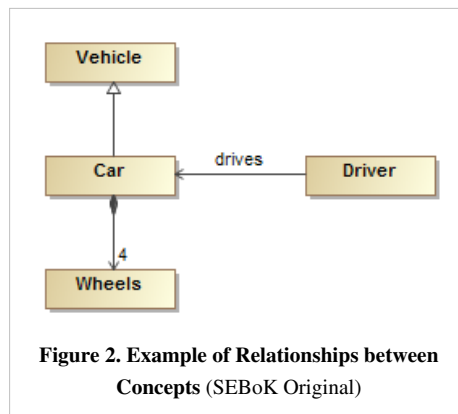 Vehicle
drives
Car
Driver
4
Wheels
Figure 2. Example of Relationships between
Concepts (SEBoK Original)